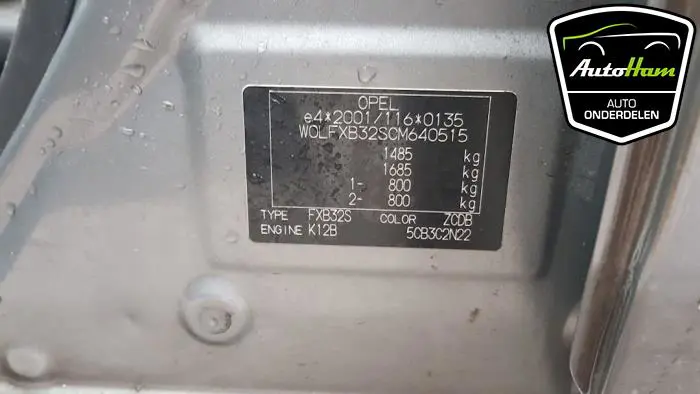 OPEL
e4*2001/116*0135
W0LFXB32SCM640515
1485 kg
1685 kg
1- 800 kg
2- 800 kg
TYPE FXB32S COLOR ZCDB
ENGINE K12B 5CB3C2N22
AutoHam
AUTO
ONDERDELEN